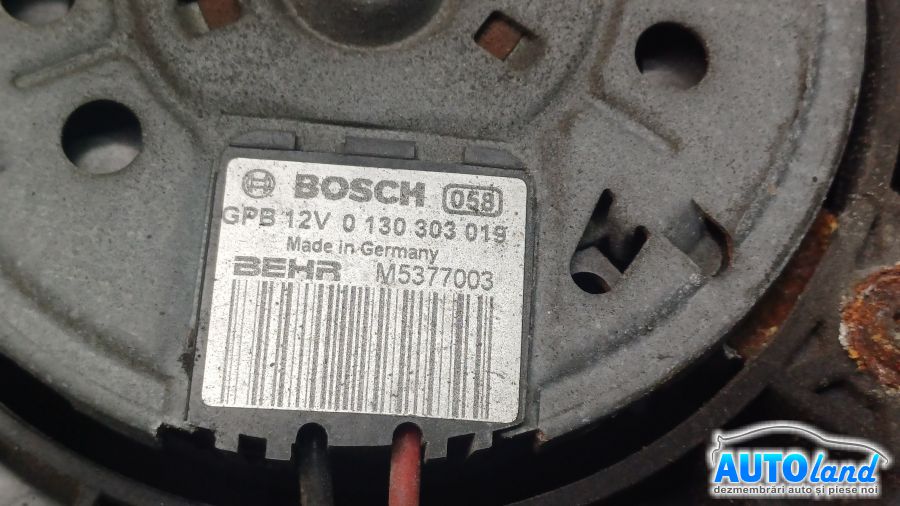 BOSCH 058
GPB 12V 0 130 303 019
Made in Germany
BEHR M5377003
AUTOland
dezmembrări auto și piese noi